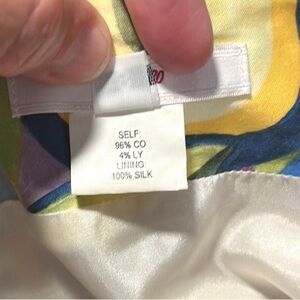 SELF:
96% CO
4% LY
LINING:
100% SILK